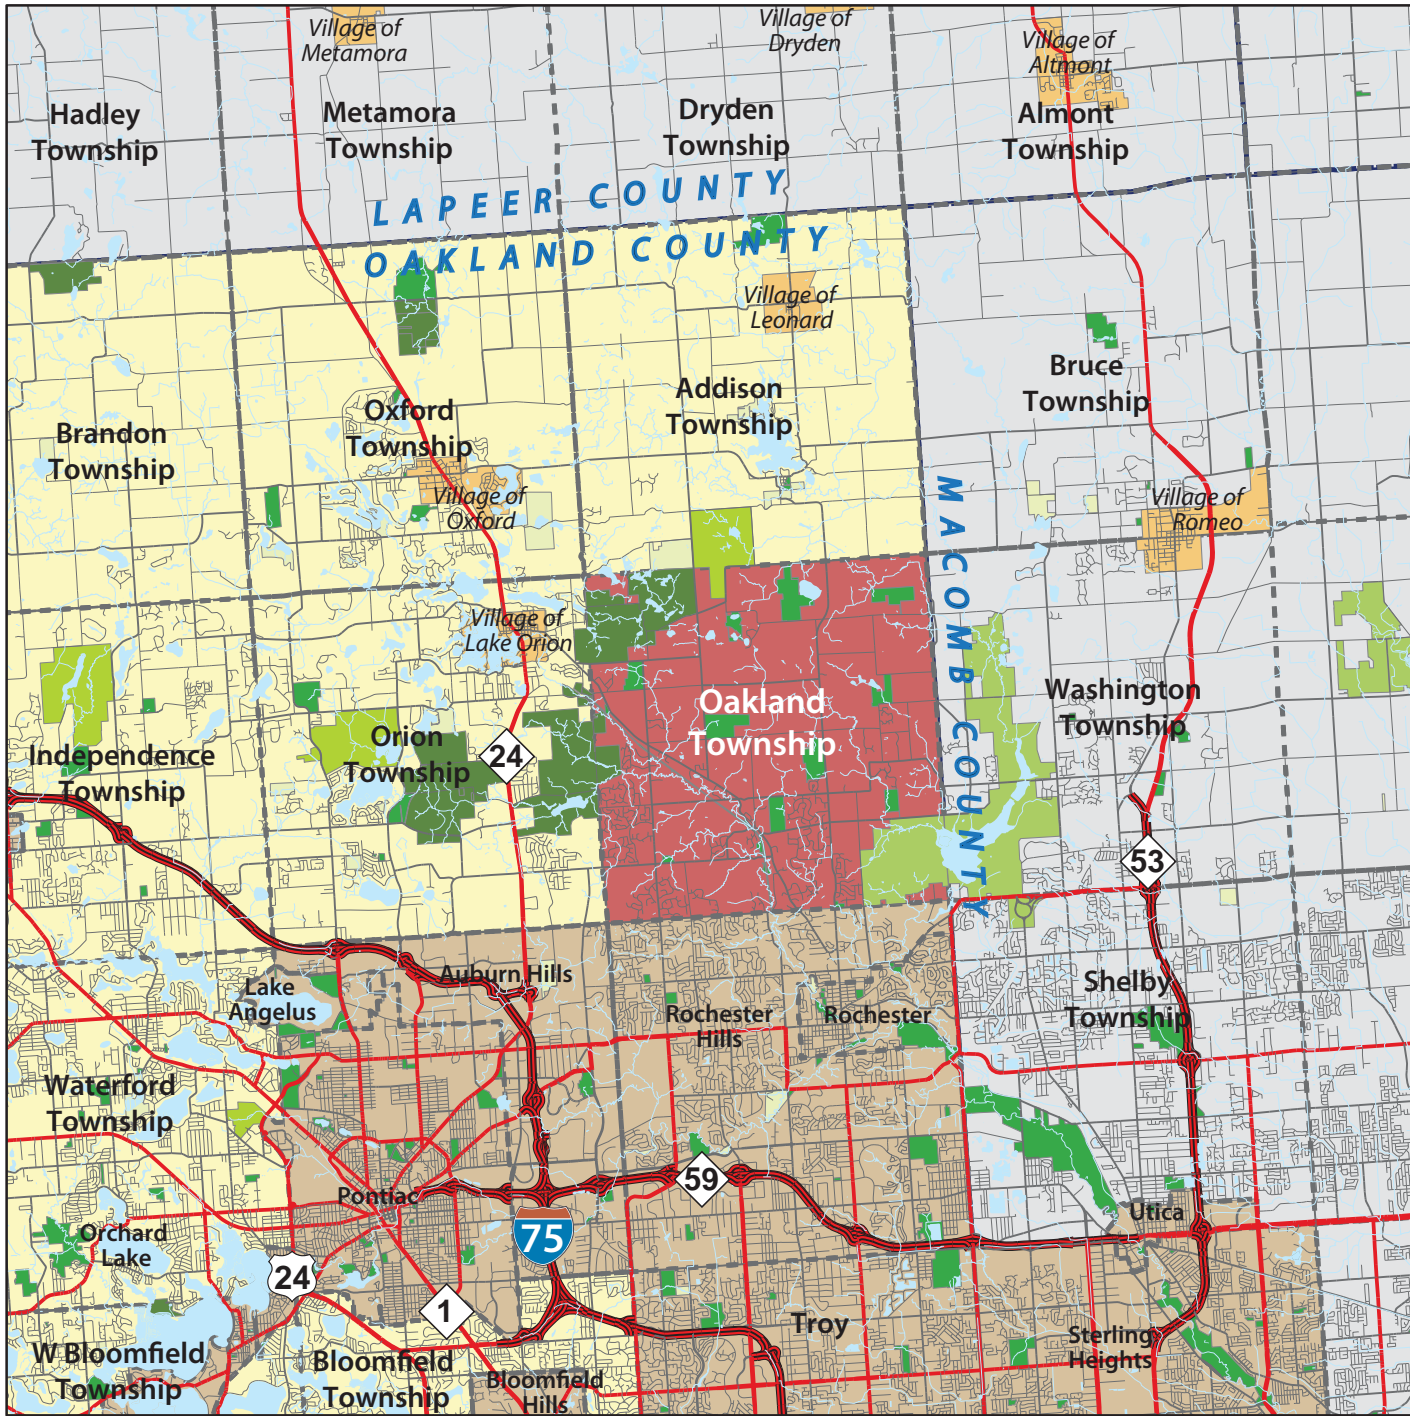 Village of
Metamora
Village of
Dryden
Village of
Altmont
Hadley
Township
Metamora
Township
Dryden
Township
Almont
Township
LAPEER COUNTY
OAKLAND COUNTY
Village of
Leonard
Bruce
Township
Addison
Township
Oxford
Township
Brandon
Township
Village of
Oxford
Village of
Romeo
MACOMB COUNTY
Village of
Lake Orion
Oakland
Township
Washington
Township
Orion
Township
24
Independence
Township
53
Auburn Hills
Lake
Angelus
Rochester
Hills
Rochester
Shelby
Township
Waterford
Township
59
Pontiac
Utica
Orchard
Lake
75
24
1
Troy
Sterling
Heights
W Bloomfield
Township
Bloomfield
Township
Bloomfield
Hills